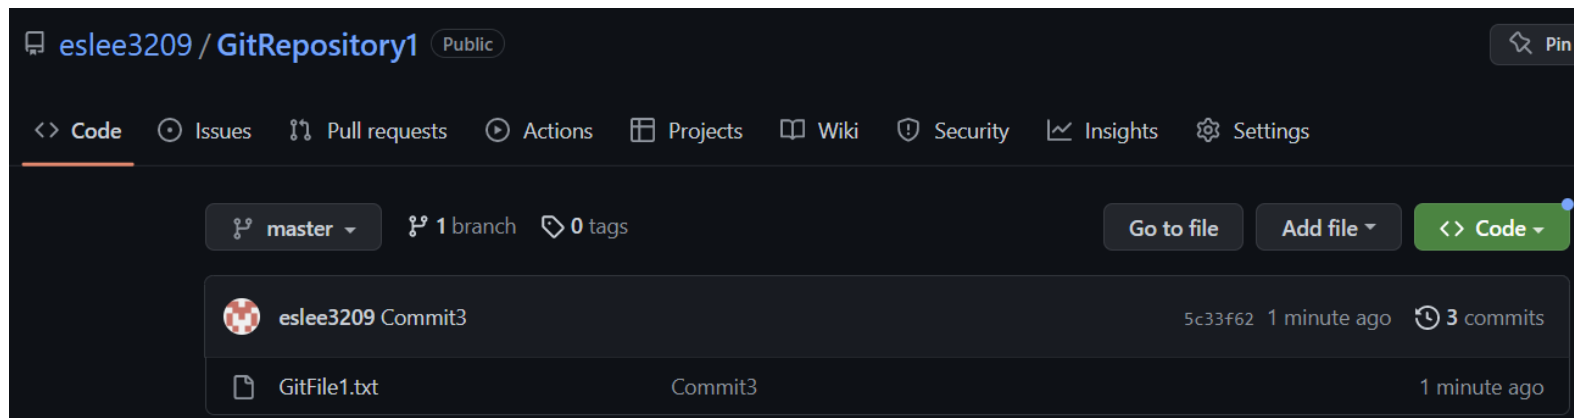 eslee3209 / GitRepository1 Public Pin
Code Issues Pull requests Actions Projects Wiki Security Insights Settings
master 1 branch 0 tags Go to file Add file Code
eslee3209 Commit3 5c33f62 1 minute ago 3 commits
GitFile1.txt Commit3 1 minute ago